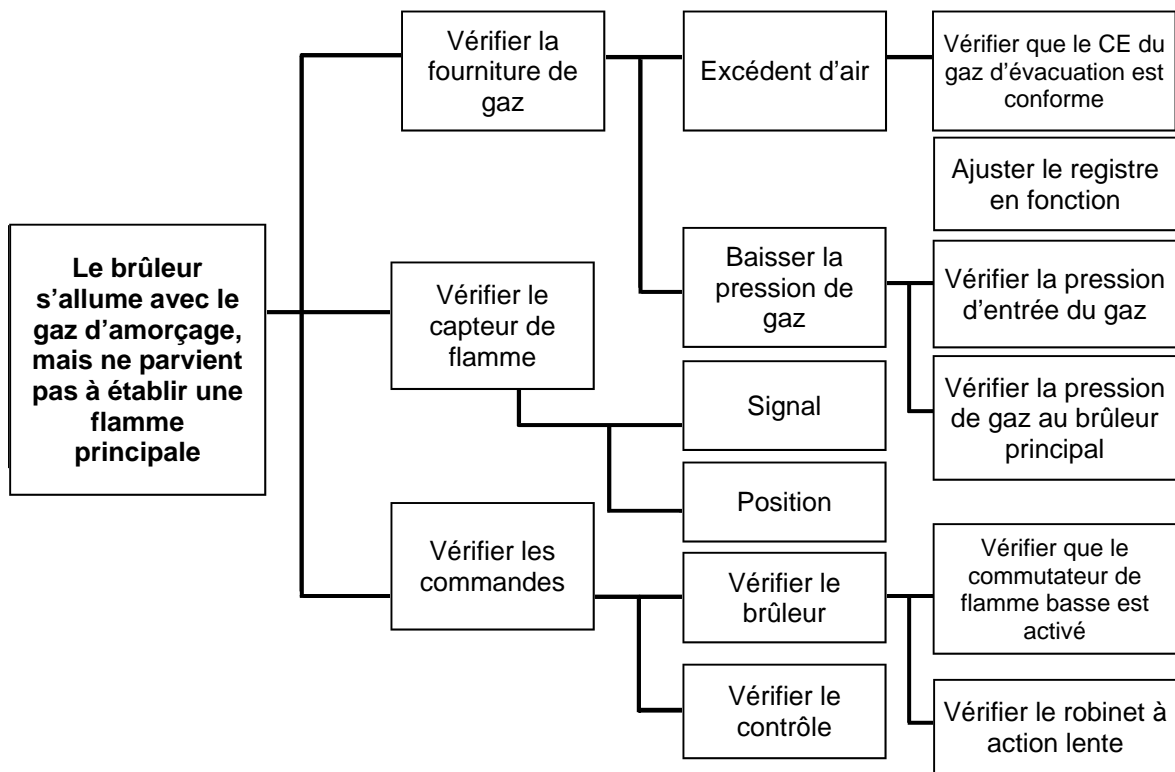 Le brûleur
s'allume avec le
gaz d'amorçage,
mais ne parvient
pas à établir une
flamme
principale
Vérifier la
fourniture de
gaz
Excédent d'air
Vérifier que le CE du
gaz d'évacuation est
conforme
Ajuster le registre
en fonction
Baisser la
pression de
gaz
Vérifier la pression
d'entrée du gaz
Vérifier la pression
de gaz au brûleur
principal
Vérifier le
capteur de
flamme
Signal
Position
Vérifier les
commandes
Vérifier le
brûleur
Vérifier que le
commutateur de
flamme basse est
activé
Vérifier le robinet à
action lente
Vérifier le
contrôle